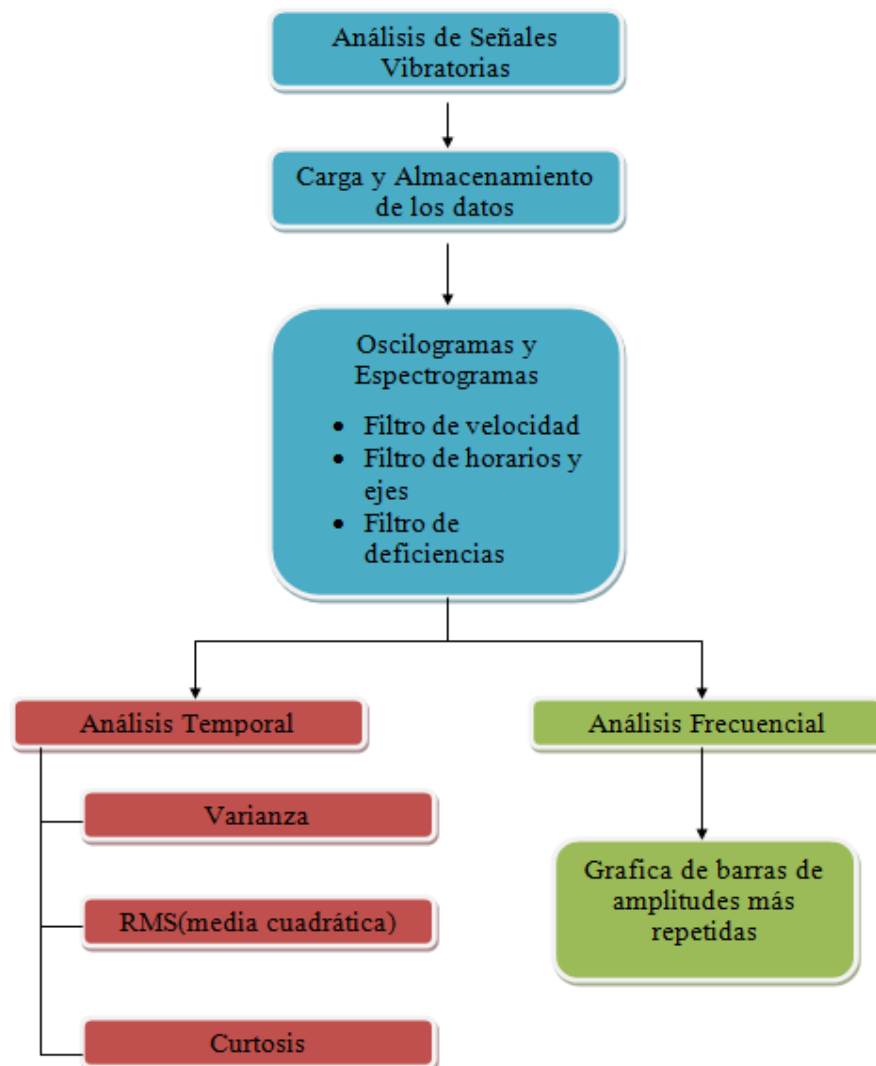 Análisis de Señales
Vibratorias
Carga y Almacenamiento
de los datos
Oscilogramas y
Espectrogramas
• Filtro de velocidad
• Filtro de horarios y
ejes
• Filtro de
deficiencias
Análisis Temporal
Varianza
RMS(media cuadrática)
Curtosis
Análisis Frecuencial
Grafica de barras de
amplitudes más
repetidas